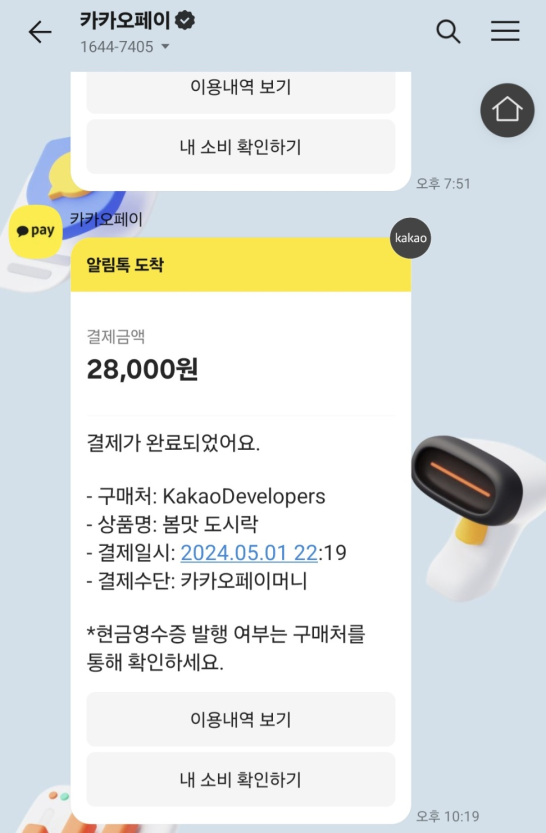 카카오페이
1644-7405
이용내역 보기
내 소비 확인하기
오후 7:51
pay
카카오페이
kakao
알림톡 도착
결제금액
28,000원
결제가 완료되었어요.
- 구매처: KakaoDevelopers
- 상품명: 봄맛 도시락
- 결제일시: 2024.05.01 22:19
- 결제수단: 카카오페이머니
*현금영수증 발행 여부는 구매처를
통해 확인하세요.
이용내역 보기
내 소비 확인하기
오후 10:19